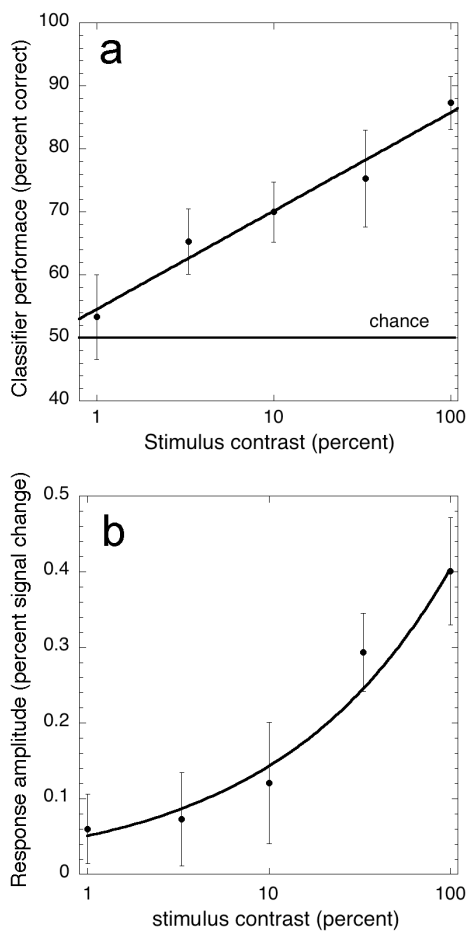 a
Classifier performace (percent correct)
100
90
80
70
60
50
40
chance
1
10
100
Stimulus contrast (percent)
b
Response amplitude (percent signal change)
0.5
0.4
0.3
0.2
0.1
0
1
10
100
stimulus contrast (percent)